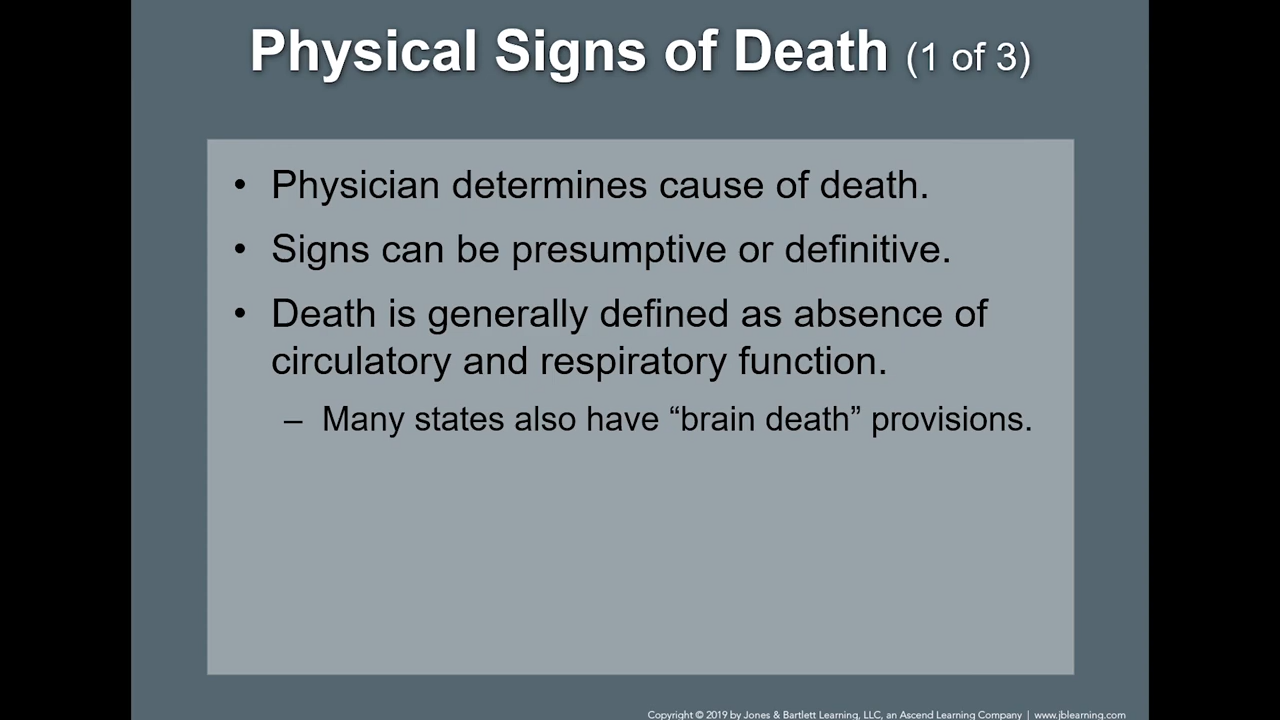 Physical Signs of Death (1 of 3)
• Physician determines cause of death.
• Signs can be presumptive or definitive.
• Death is generally defined as absence of
circulatory and respiratory function.
– Many states also have “brain death” provisions.
Copyright © 2019 by Jones & Bartlett Learning, LLC, an Ascend Learning Company | www.jblearning.com